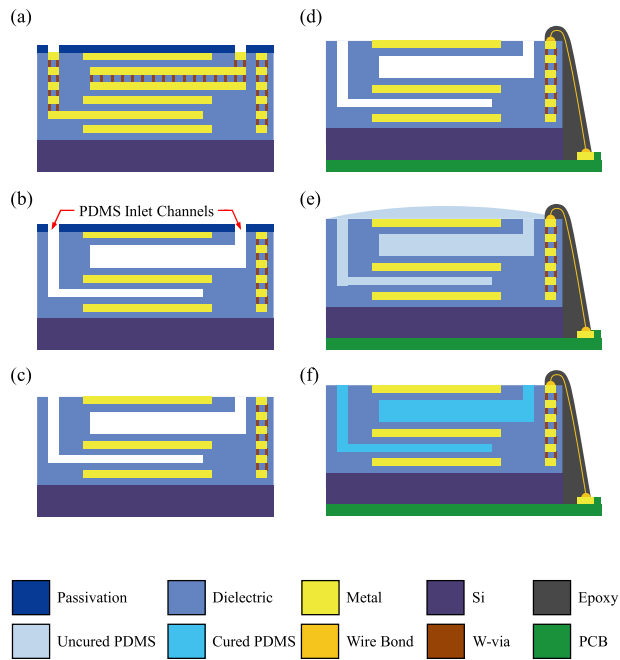 (a)
(d)
(b)
PDMS Inlet Channels
(e)
(c)
(f)
Passivation
Dielectric
Metal
Si
Epoxy
Uncured PDMS
Cured PDMS
Wire Bond
W-via
PCB